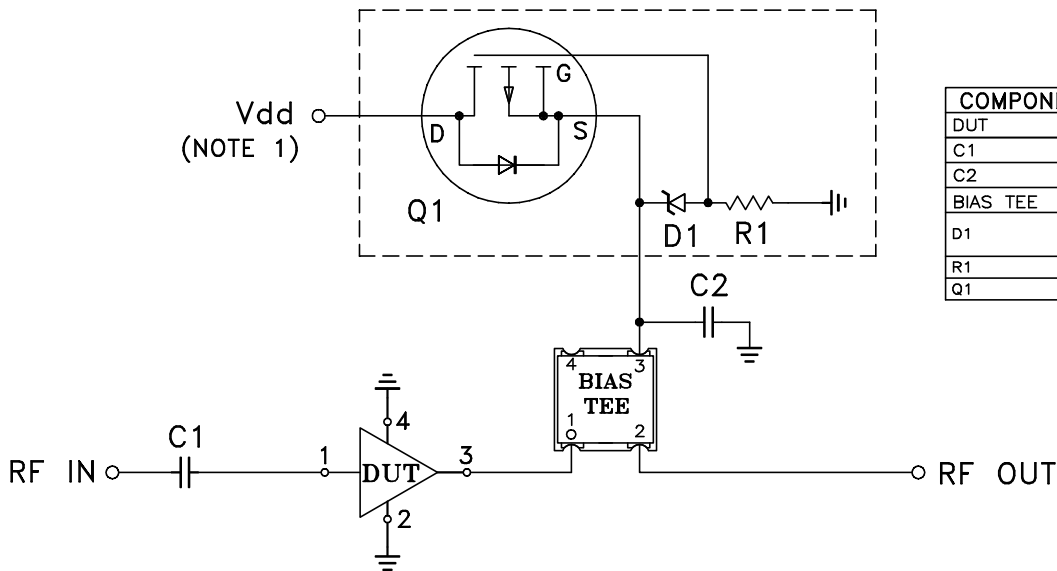 Vdd
(NOTE 1)
D
G
S
Q1
D1
R1
C2
DUT
C1
C2
BIAS TEE
D1
R1
Q1
4
3
BIAS
TEE
1
2
RF IN
C1
1
DUT
4
2
3
RF OUT